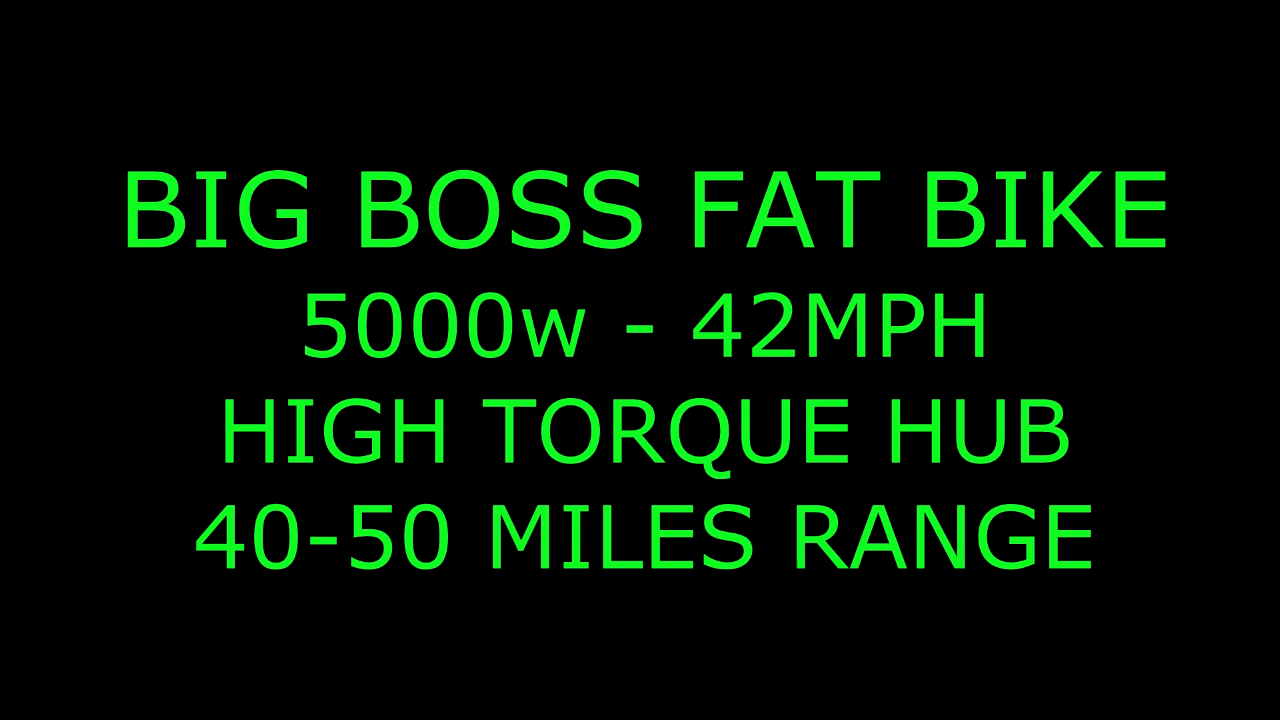 BIG BOSS FAT BIKE
5000w - 42MPH
HIGH TORQUE HUB
40-50 MILES RANGE